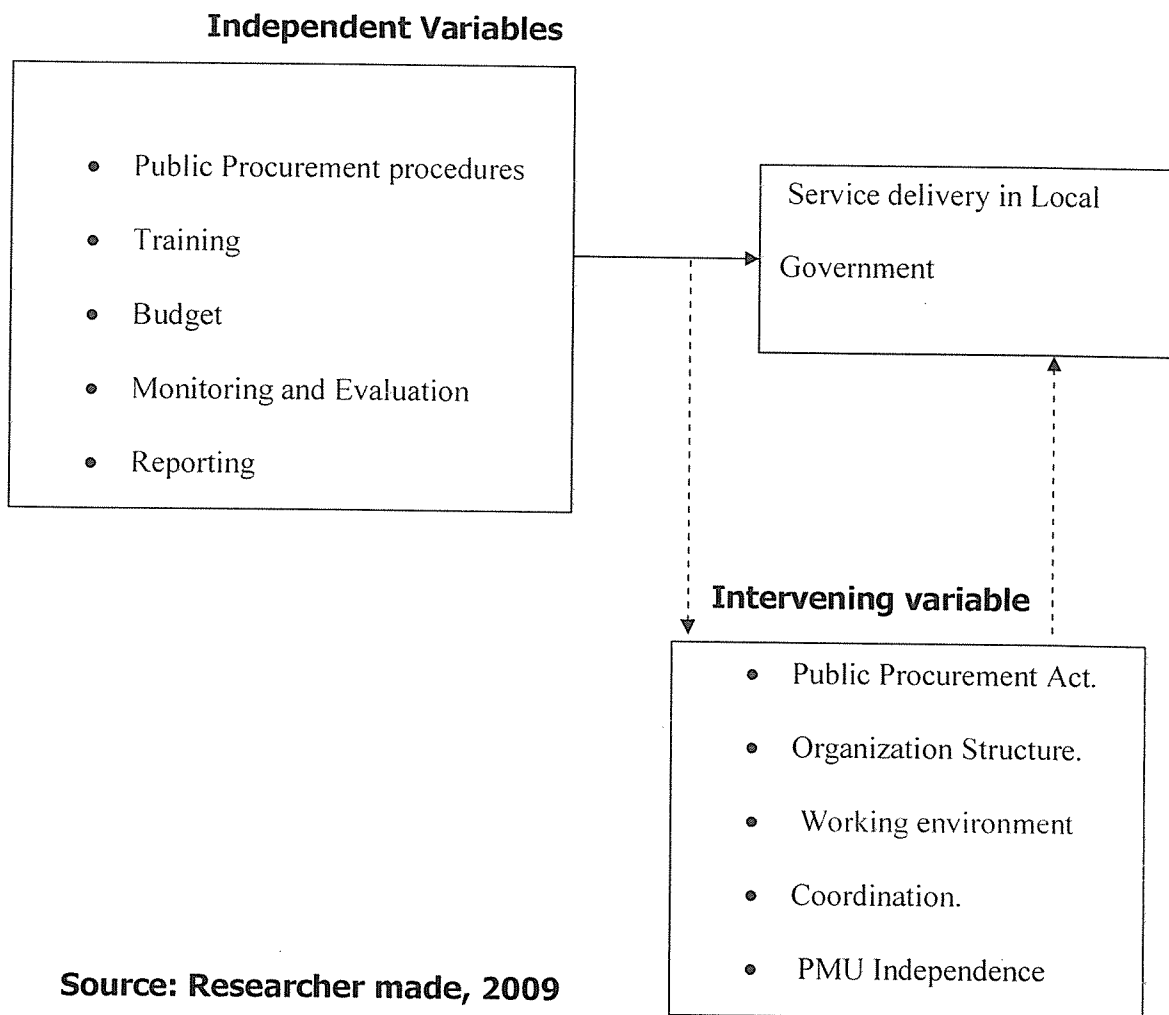 Independent Variables
• Public Procurement procedures
• Training
• Budget
• Monitoring and Evaluation
• Reporting
Service delivery in Local
Government
Intervening variable
• Public Procurement Act.
• Organization Structure.
• Working environment
• Coordination.
• PMU Independence
Source: Researcher made, 2009